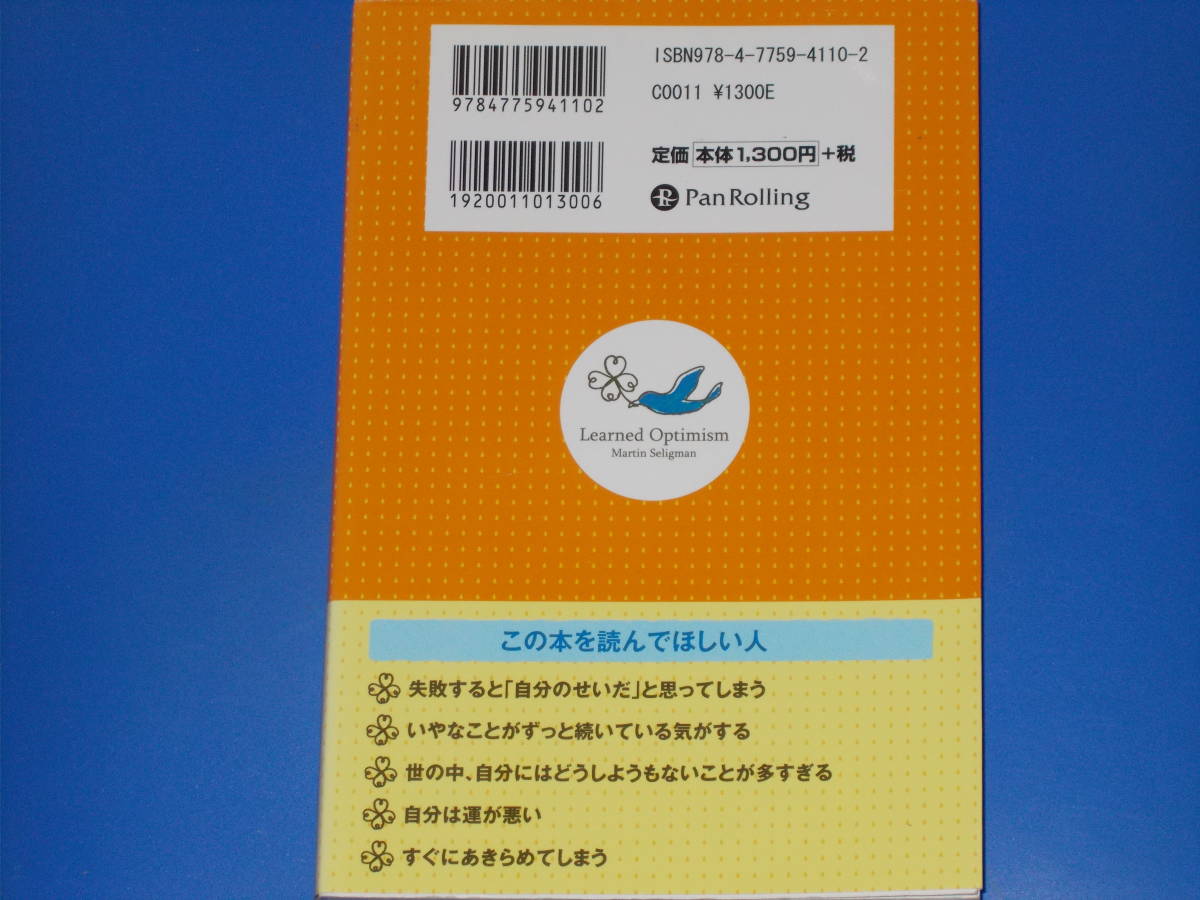 ISBN978-4-7759-4110-2
9784775941102
C0011 ¥1300E
定価 本体1,300円+税
1920011013006
PanRolling
Learned Optimism
Martin Seligman
この本を読んでほしい人
失敗すると「自分のせいだ」と思ってしまう
いやなことがずっと続いている気がする
世の中、自分にはどうしようもないことが多すぎる
自分は運が悪い
すぐにあきらめてしまう